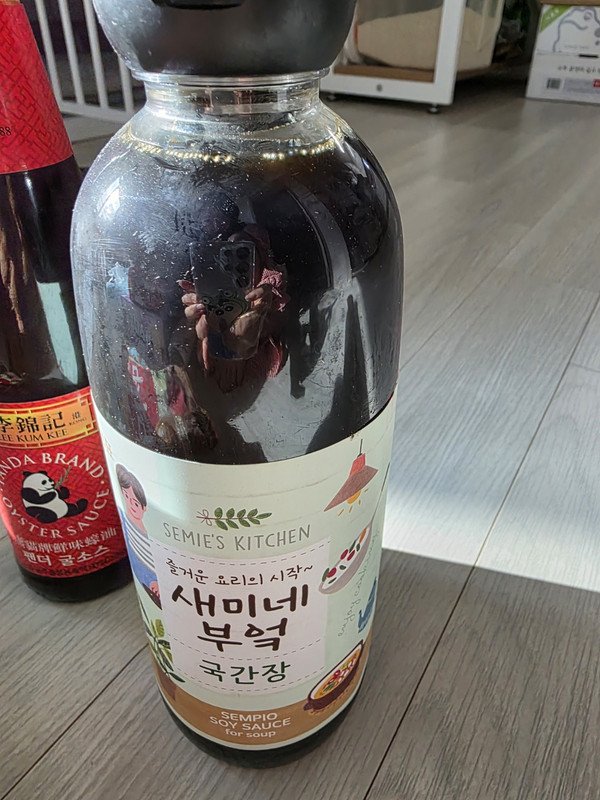 SEMIE'S KITCHEN
즐거운 요리의 시작~
새미네
부엌
국간장
SEMPIO
SOY SAUCE
for soup
李錦記
LEE KUM KEE
PANDA BRAND
OYSTER SAUCE
팬더 굴소스